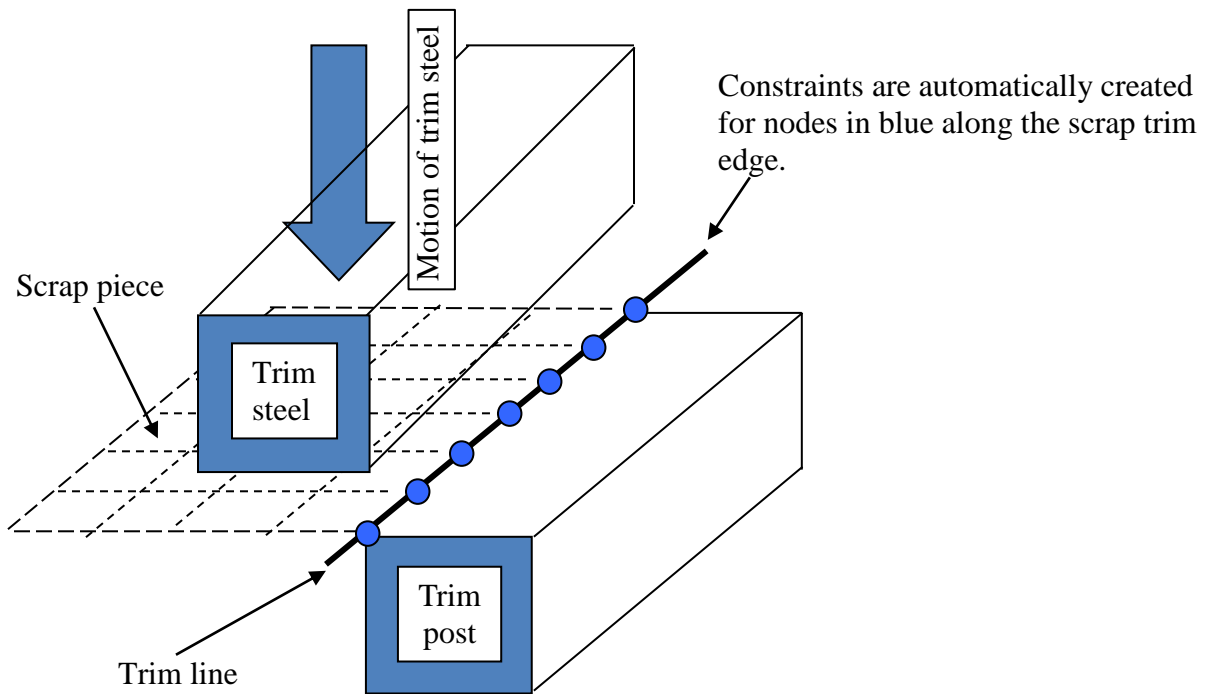 Motion of trim steel
Constraints are automatically created
for nodes in blue along the scrap trim
edge.
Scrap piece
Trim
steel
Trim
post
Trim line